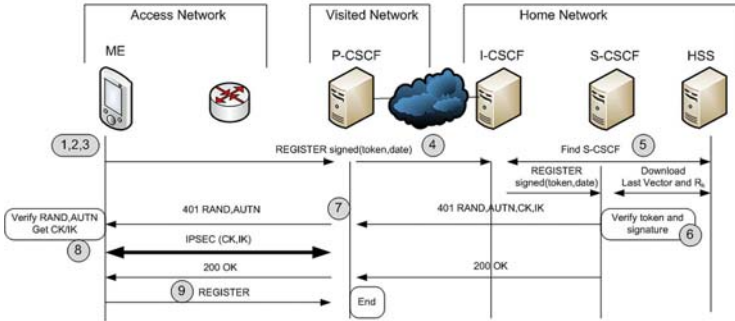 Access Network
Visited Network
Home Network
ME
P-CSCF
I-CSCF
S-CSCF
HSS
1,2,3
REGISTER signed(token,date)
4
Find S-CSCF
5
REGISTER
signed(token,date)
Download
Last Vector and Rk
401 RAND,AUTN
7
401 RAND,AUTN,CK,IK
Verify RAND,AUTN
Get CK/IK
Verify token and
signature
6
8
IPSEC (CK,IK)
200 OK
200 OK
9
REGISTER
End